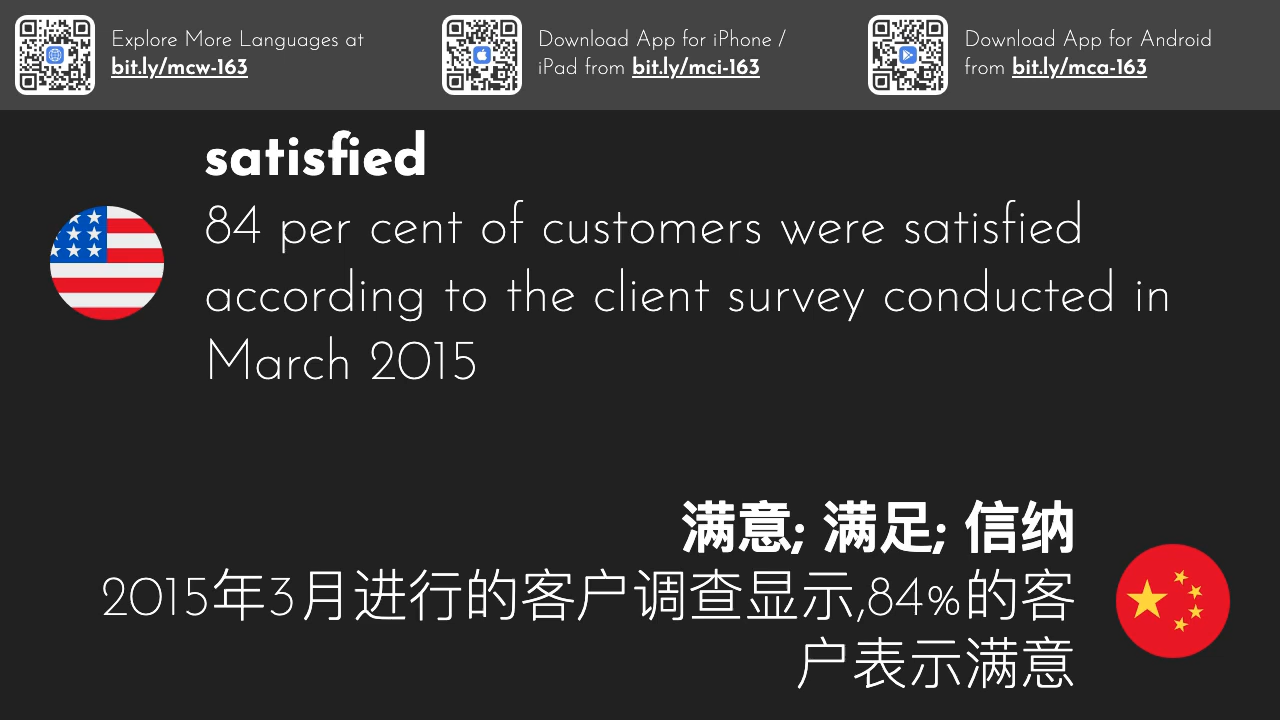 Explore More Languages at
bit.ly/mcw-163
Download App for iPhone /
iPad from bit.ly/mci-163
Download App for Android
from bit.ly/mca-163
satisfied
84 per cent of customers were satisfied
according to the client survey conducted in
March 2015
满意; 满足; 信纳
2015年3月进行的客户调查显示,84%的客
户表示满意